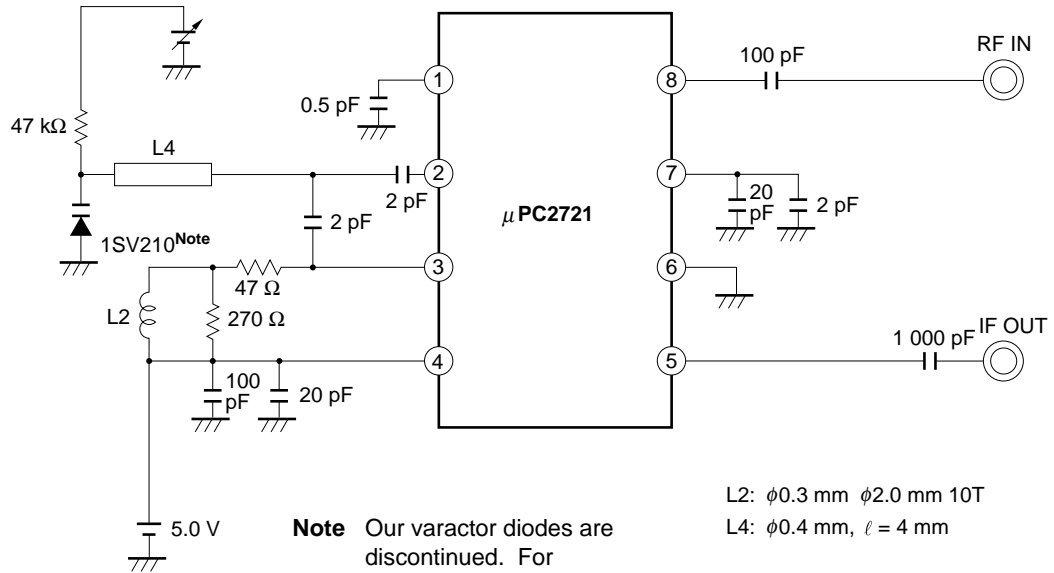 RF IN
100 pF
1
8
0.5 pF
47 kΩ
L4
2
7
2 pF
20 pF
2 pF
μPC2721
2 pF
1SV210Note
3
6
47 Ω
L2
270 Ω
1 000 pF
IF OUT
4
5
100 pF
20 pF
L2: φ0.3 mm φ2.0 mm 10T
L4: φ0.4 mm, ℓ = 4 mm
5.0 V
Note Our varactor diodes are
discontinued. For